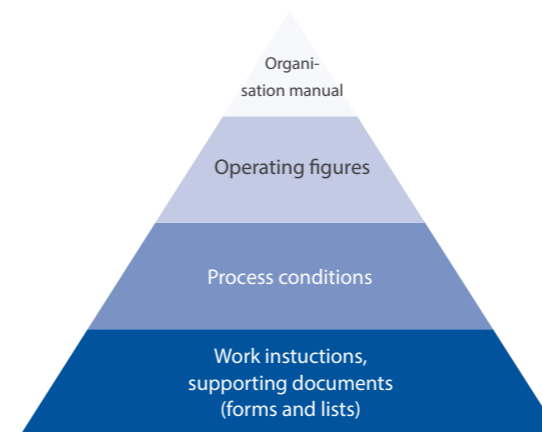 Organi-
sation manual
Operating figures
Process conditions
Work instuctions,
supporting documents
(forms and lists)